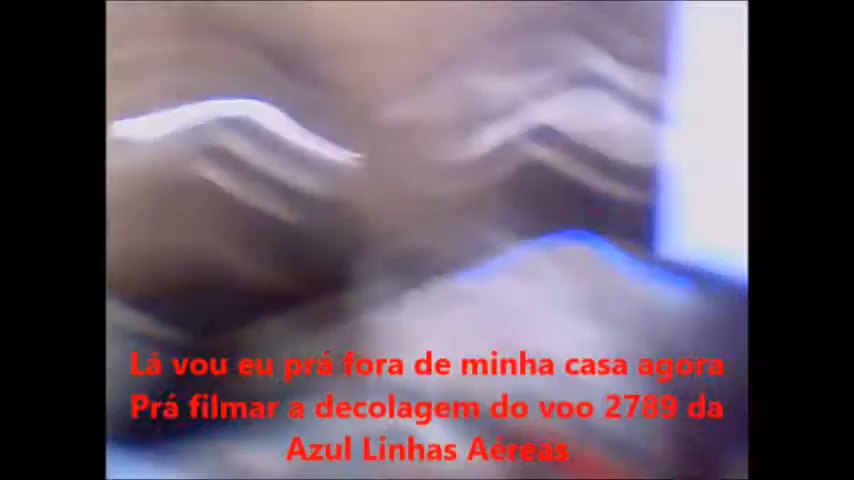 Lá vou eu prá fora de minha casa agora
Prá filmar a decolagem do voo 2789 da
Azul Linhas Aéreas